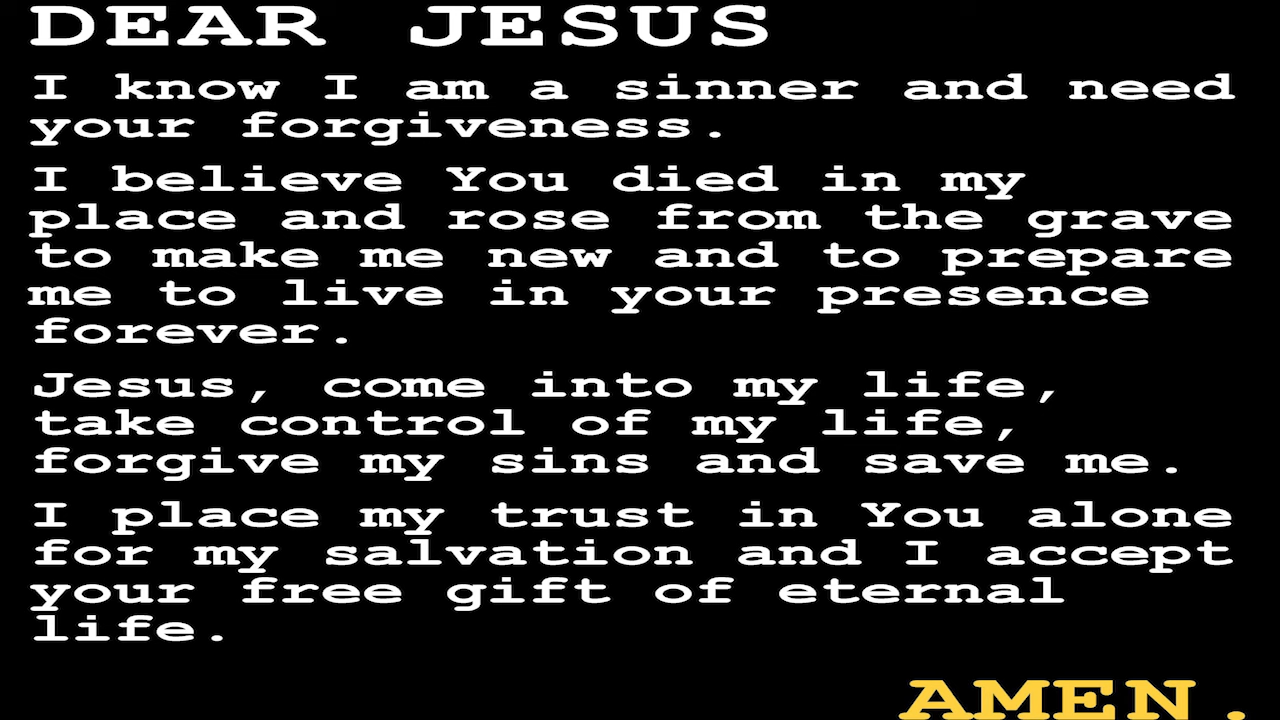 DEAR JESUS
I know I am a sinner and need
your forgiveness.
I believe You died in my
place and rose from the grave
to make me new and to prepare
me to live in your presence
forever.
Jesus, come into my life,
take control of my life,
forgive my sins and save me.
I place my trust in You alone
for my salvation and I accept
your free gift of eternal
life.
AMEN.